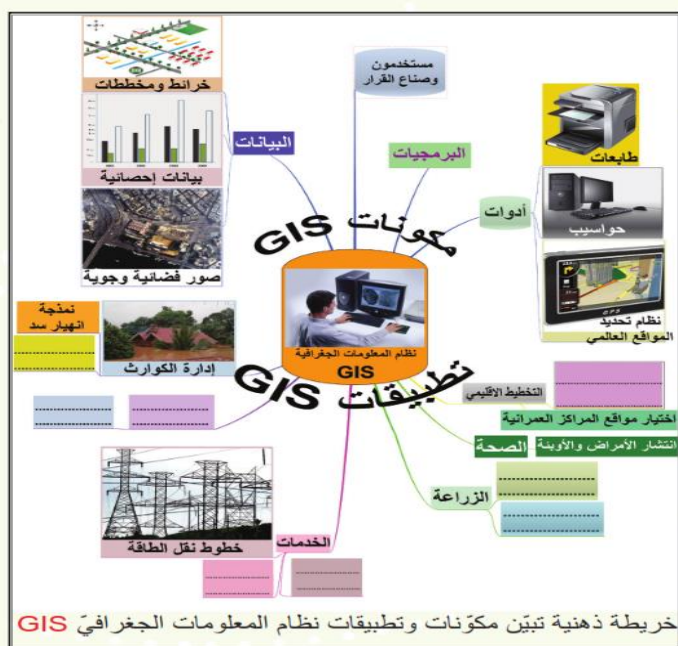 مستخدمون
وصناع القرار
خرائط ومخططات
البيانات
بيانات إحصائية
صور فضائية وجوية
البرمجيات
طابعات
أدوات
حواسيب
GPS
نظام تحديد
المواقع العالمي
مكونات GIS
نظام المعلومات الجغرافية
GIS
تطبيقات GIS
نمذجة
انهيار سد
إدارة الكوارث
التخطيط الاقليمي
اختيار مواقع المراكز العمرانية
الصحة
انتشار الأمراض والأوبئة
الزراعة
الخدمات
خطوط نقل الطاقة
خريطة ذهنية تبيّن مكوّنات وتطبيقات نظام المعلومات الجغرافيّ GIS